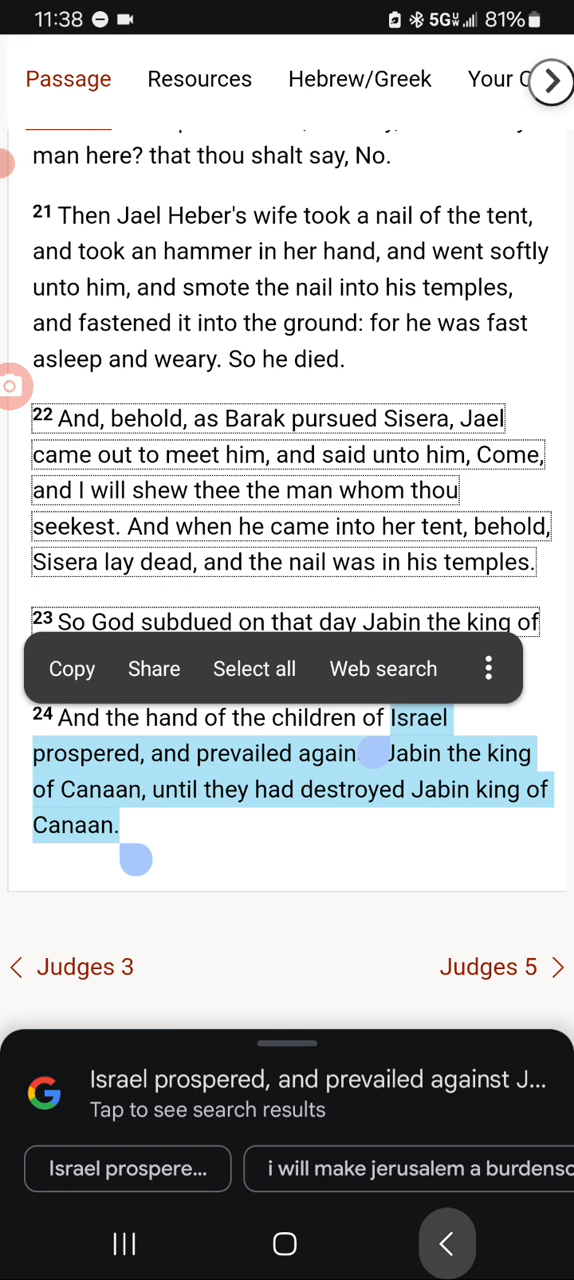 11:38 5G 81%
Passage Resources Hebrew/Greek Your
man here? that thou shalt say, No.
21 Then Jael Heber's wife took a nail of the tent,
and took an hammer in her hand, and went softly
unto him, and smote the nail into his temples,
and fastened it into the ground: for he was fast
asleep and weary. So he died.
22 And, behold, as Barak pursued Sisera, Jael
came out to meet him, and said unto him, Come,
and I will shew thee the man whom thou
seekest. And when he came into her tent, behold,
Sisera lay dead, and the nail was in his temples.
23 So God subdued on that day Jabin the king of
Copy Share Select all Web search
24 And the hand of the children of Israel
prospered, and prevailed again Jabin the king
of Canaan, until they had destroyed Jabin king of
Canaan.
Judges 3 Judges 5
Israel prospered, and prevailed against J...
Tap to see search results
Israel prospere... i will make jerusalem a burdenso